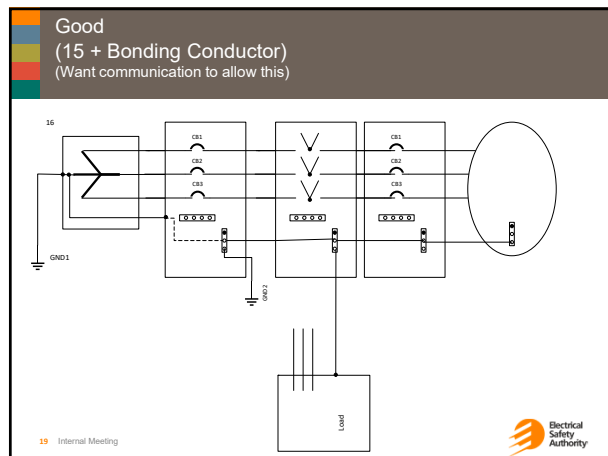 Good
(15 + Bonding Conductor)
(Want communication to allow this)
16
CB1
CB2
CB3
CB1
CB2
CB3
GND1
GND 2
Load
19 Internal Meeting
Electrical
Safety
Authority